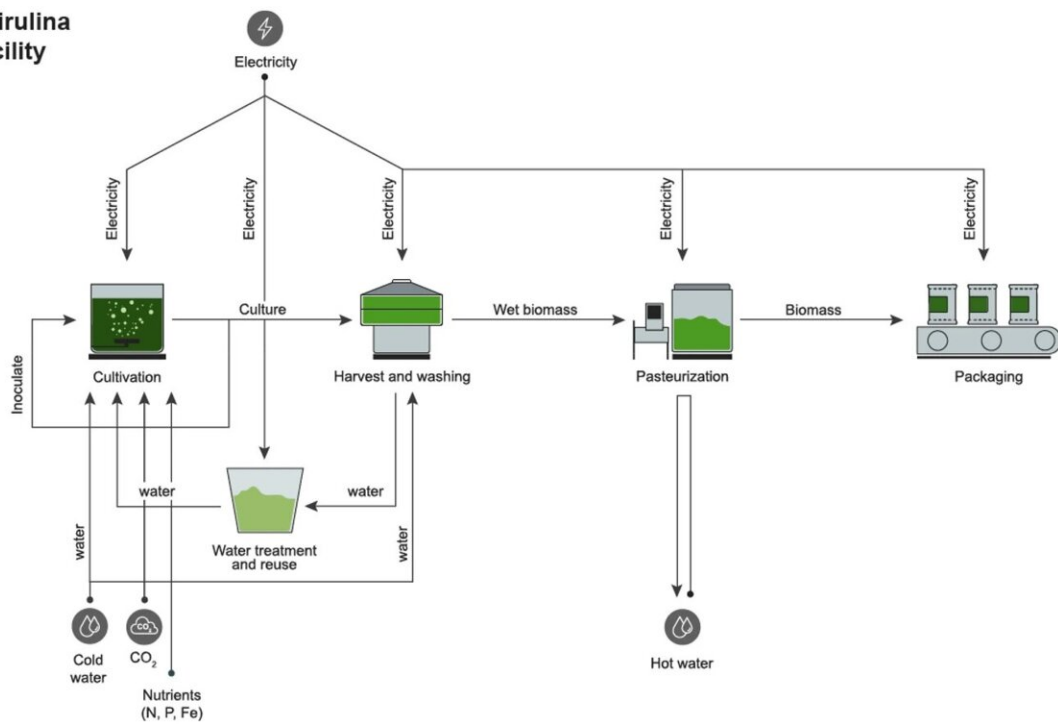 irulina
cility
Electricity
Electricity
Electricity
Electricity
Electricity
Electricity
Culture
Wet biomass
Biomass
Inoculate
Cultivation
Harvest and washing
Pasteurization
Packaging
water
water
water
water
Water treatment
and reuse
CO₂
Cold
water
CO₂
Hot water
Nutrients
(N, P, Fe)